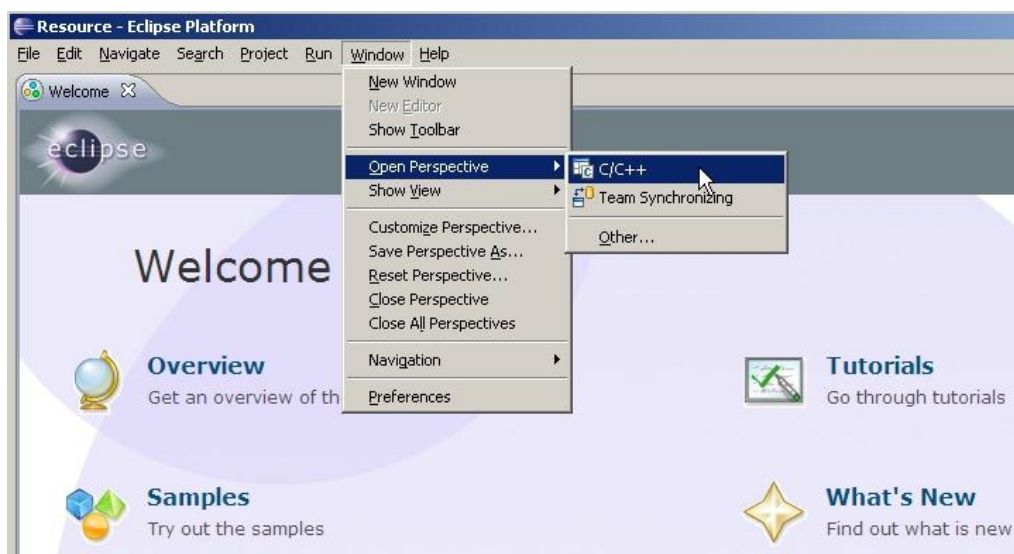 Resource - Eclipse Platform
File Edit Navigate Search Project Run Window Help
Welcome
eclipse
New Window
New Editor
Show Toolbar
Open Perspective
Show View
Customize Perspective...
Save Perspective As...
Reset Perspective...
Close Perspective
Close All Perspectives
Navigation
Preferences
C/C++
Team Synchronizing
Other...
Welcome
Overview
Get an overview of th
Tutorials
Go through tutorials
Samples
Try out the samples
What's New
Find out what is new